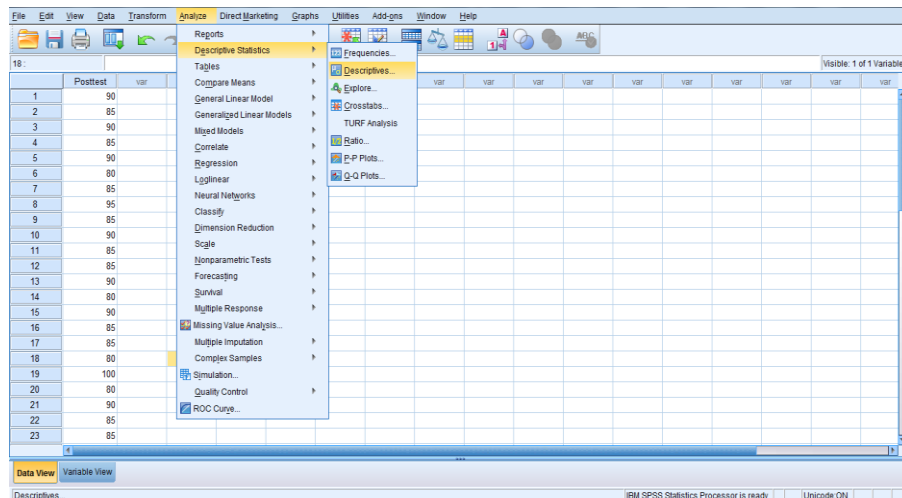 File Edit View Data Transform Analyze Direct Marketing Graphs Utilities Add-ons Window Help
18 :
Visible: 1 of 1 Variable
Posttest var var var var var var var var var
1 90
2 85
3 90
4 85
5 90
6 80
7 85
8 95
9 85
10 90
11 85
12 85
13 90
14 80
15 90
16 85
17 85
18 80
19 100
20 80
21 90
22 85
23 85
Reports
Descriptive Statistics
Tables
Compare Means
General Linear Model
Generalized Linear Models
Mixed Models
Correlate
Regression
Loglinear
Neural Networks
Classify
Dimension Reduction
Scale
Nonparametric Tests
Forecasting
Survival
Multiple Response
Missing Value Analysis...
Multiple Imputation
Complex Samples
Simulation...
Quality Control
ROC Curve...
Frequencies...
Descriptives...
Explore...
Crosstabs...
TURF Analysis
Ratio...
P-P Plots...
Q-Q Plots...
Data View Variable View
Descriptives IBM SPSS Statistics Processor is ready Unicode:ON